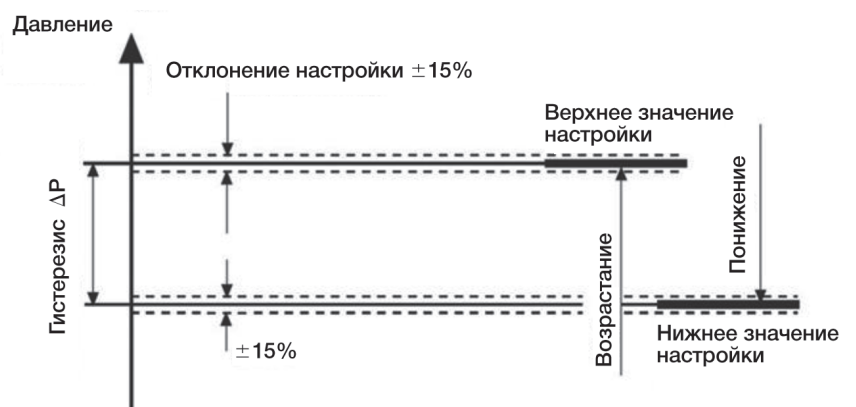 Давление
Отклонение настройки ±15%
Верхнее значение
настройки
Гистерезис ΔP
Возрастание
Понижение
±15%
Нижнее значение
настройки